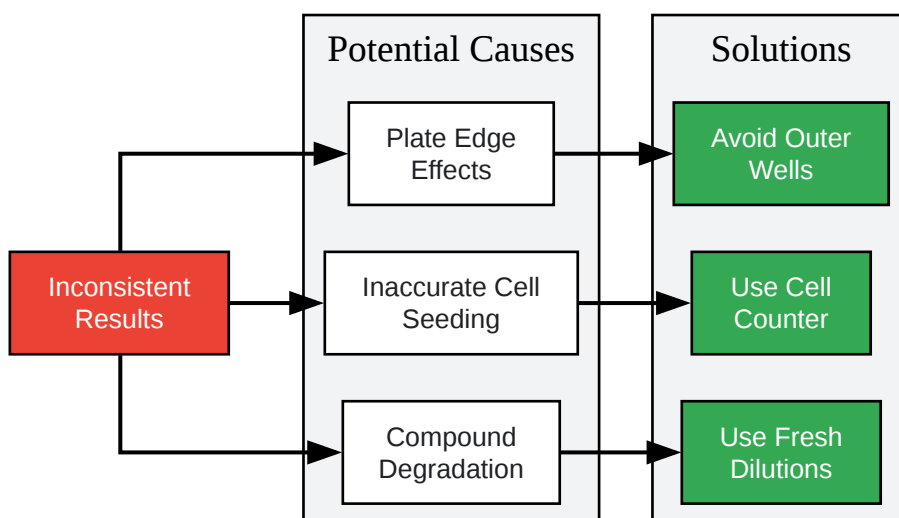 Potential Causes
Solutions
Plate Edge
Effects
Avoid Outer
Wells
Inconsistent
Results
Inaccurate Cell
Seeding
Use Cell
Counter
Compound
Degradation
Use Fresh
Dilutions